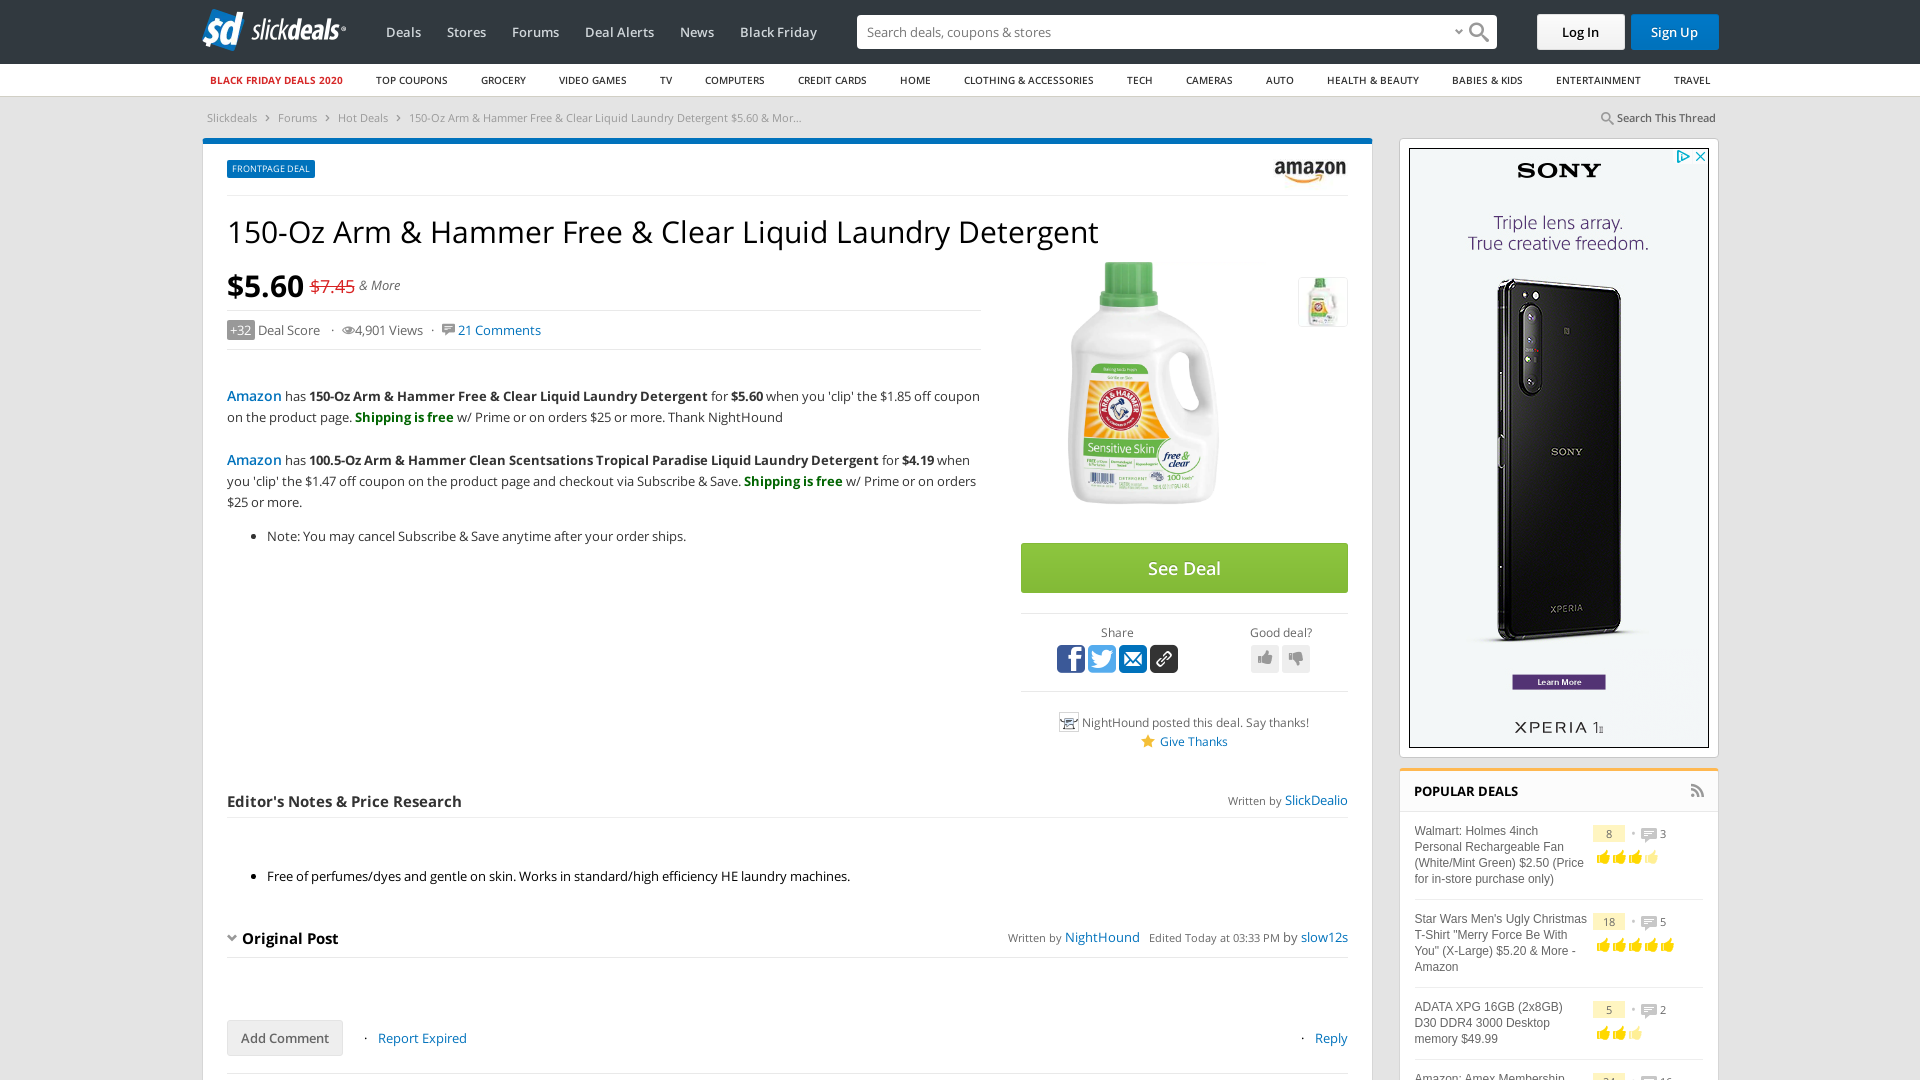 sd slickdeals
Deals Stores Forums Deal Alerts News Black Friday
Search deals, coupons & shops
Log In Sign Up
BLACK FRIDAY DEALS 2020 TOP COUPONS GROCERY VIDEO GAMES TV COMPUTERS CREDIT CARDS HOME CLOTHING & ACCESSORIES TECH CAMERAS AUTO HEALTH & BEAUTY BABIES & KIDS ENTERTAINMENT TRAVEL
Slickdeals › Forums › Hot Deals › 150-Oz Arm & Hammer Free & Clear Liquid Laundry Detergent $5.60 & Mor...
Search This Thread
FRONTPAGE DEAL
amazon
150-Oz Arm & Hammer Free & Clear Liquid Laundry Detergent
$5.60 $7.45 & More
+32 Deal Score · 4,901 Views · 21 Comments
Amazon has 150-Oz Arm & Hammer Free & Clear Liquid Laundry Detergent for $5.60 when you 'clip' the $1.85 off coupon
on the product page. Shipping is free w/ Prime or on orders $25 or more. Thank NightHound
Amazon has 100.5-Oz Arm & Hammer Clean Scentsations Tropical Paradise Liquid Laundry Detergent for $4.19 when
you 'clip' the $1.47 off coupon on the product page and checkout via Subscribe & Save. Shipping is free w/ Prime or on orders
$25 or more.
• Note: You may cancel Subscribe & Save anytime after your order ships.
ARM & HAMMER
Sensitive Skin
free & clear
See Deal
Share
Good deal?
NightHound posted this deal. Say thanks!
Give Thanks
Editor's Notes & Price Research
Written by SlickDealio
• Free of perfumes/dyes and gentle on skin. Works in standard/high efficiency HE laundry machines.
Original Post
Written by NightHound Edited Today at 03:33 PM by slow12s
Add Comment · Report Expired
· Reply
SONY
Triple lens array.
True creative freedom.
SONY
XPERIA
Learn More
XPERIA 1 II
POPULAR DEALS
Walmart: Holmes 4inch
Personal Rechargeable Fan
(White/Mint Green) $2.50 (Price
for in-store purchase only)
8 • 3
Star Wars Men's Ugly Christmas
T-Shirt "Merry Force Be With
You" (X-Large) $5.20 & More -
Amazon
18 • 5
ADATA XPG 16GB (2x8GB)
D30 DDR4 3000 Desktop
memory $49.99
5 • 2
Amazon: Amex Membership